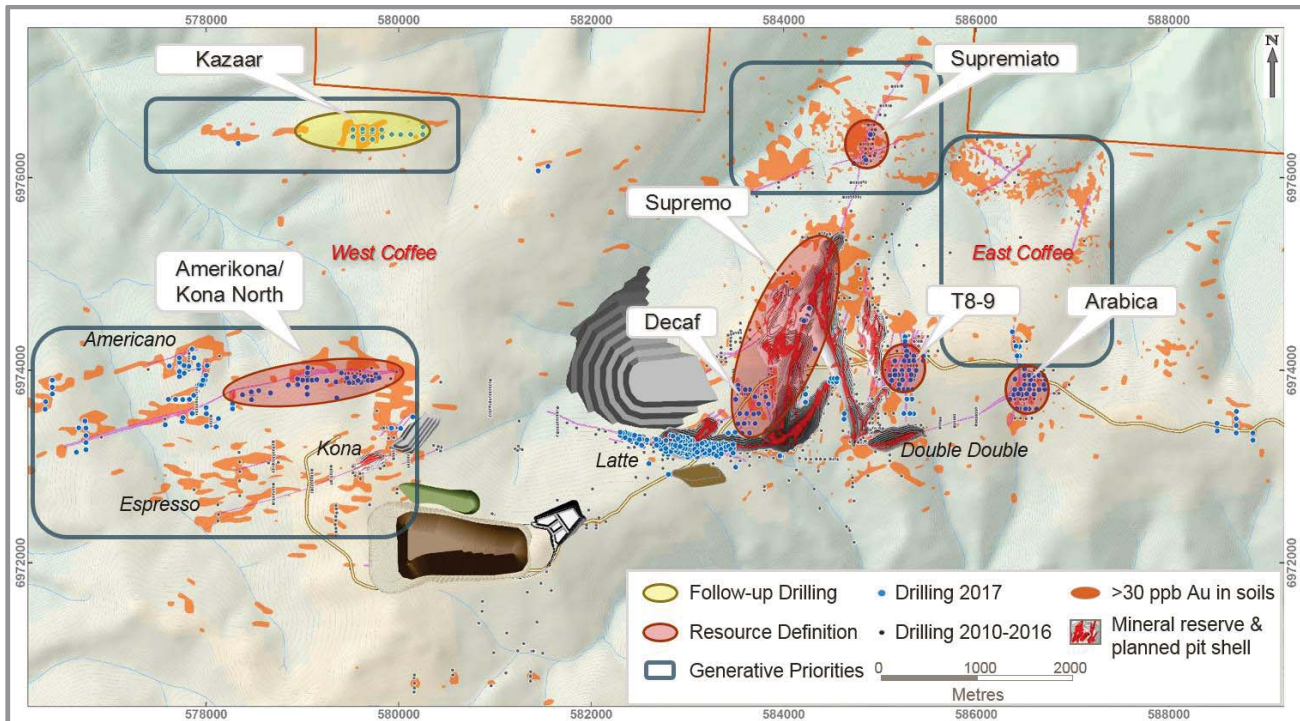 578000 580000 582000 584000 586000 588000
N
Kazaar
Supremiato
6976000
6976000
Supremo
West Coffee
East Coffee
Amerikona/
Kona North
T8-9
Arabica
Decaf
Americano
6974000
6974000
Kona
Latte
Double Double
Espresso
6972000
6972000
Follow-up Drilling
Drilling 2017
>30 ppb Au in soils
Resource Definition
Drilling 2010-2016
Mineral reserve &
planned pit shell
Generative Priorities
0 1000 2000
Metres
578000 580000 582000 584000 586000 588000